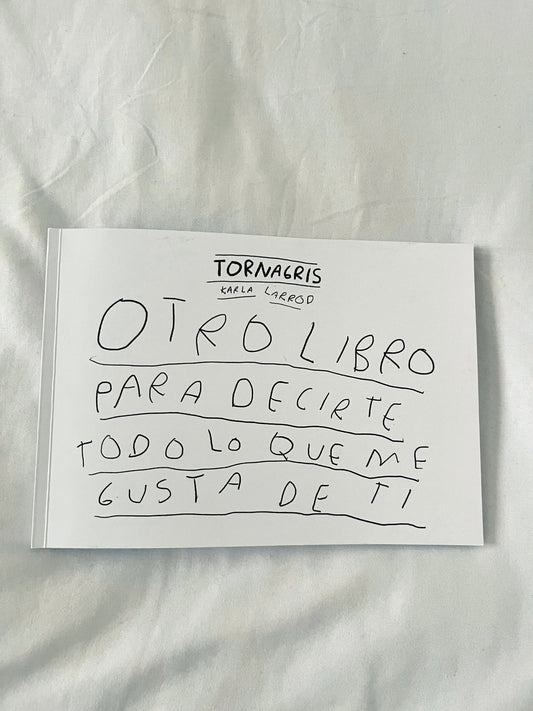 TORNAGRIS
KARLA LARROD
OTRO LIBRO
PARA DECIRTE
TODO LO QUE ME
GUSTA DE TI